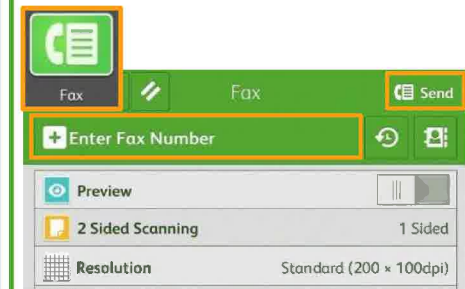 Fax
Fax
Send
Enter Fax Number
Preview
2 Sided Scanning
1 Sided
Resolution
Standard (200 × 100dpi)